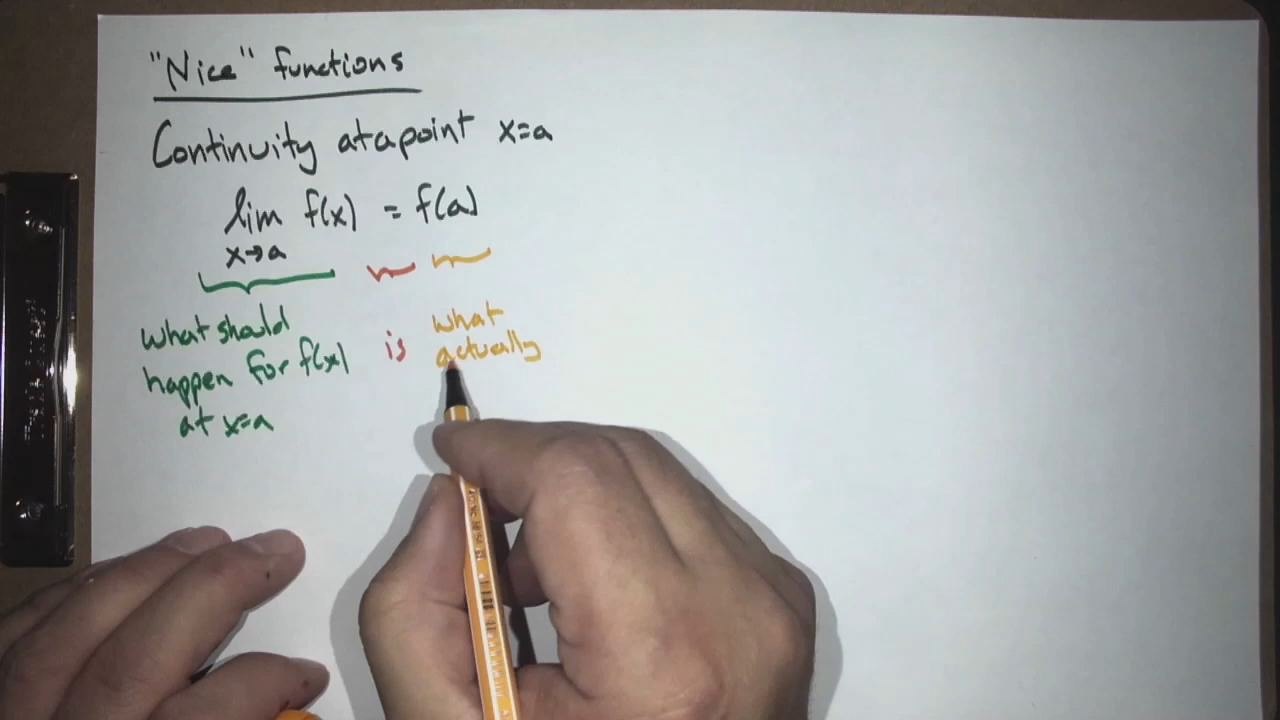 "Nice" functions
Continuity at a point x=a
lim f(x) = f(a)
x→a
what should
happen for f(x)
at x=a
is
what
actually